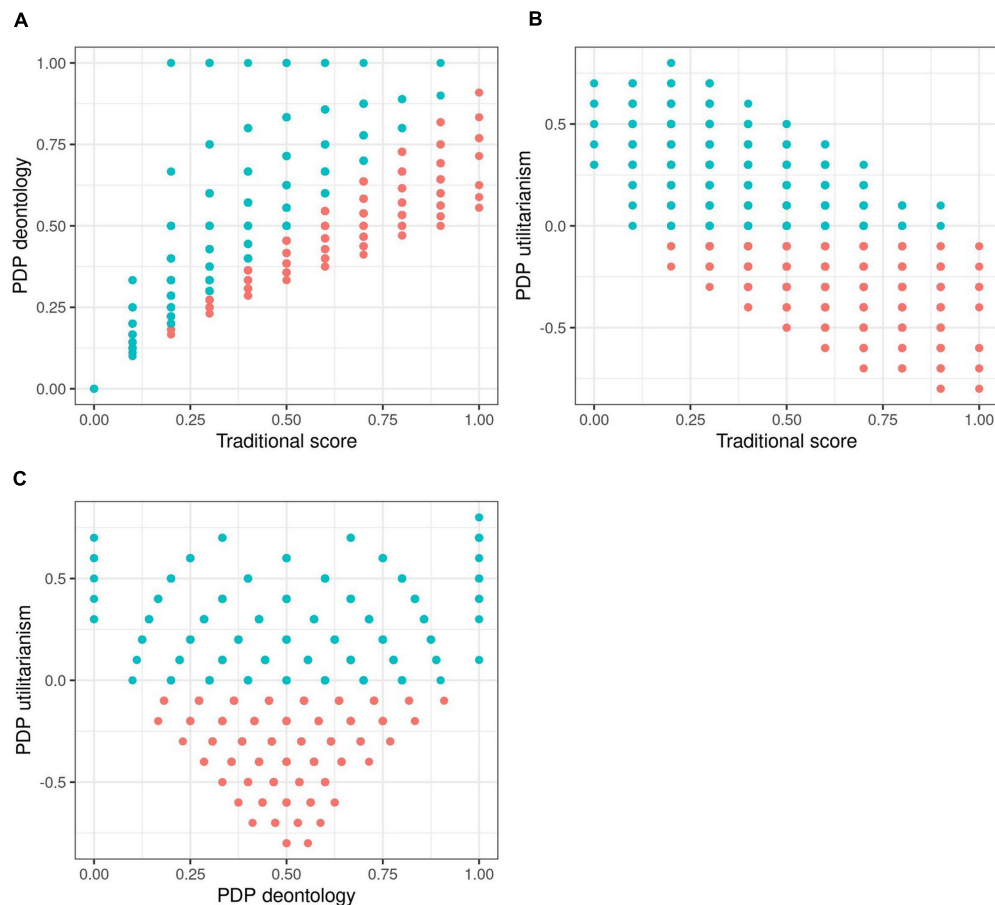 A
PDP deontology
1.00
0.75
0.50
0.25
0.00
0.00 0.25 0.50 0.75 1.00
Traditional score
B
PDP utilitarianism
0.5
0.0
-0.5
0.00 0.25 0.50 0.75 1.00
Traditional score
C
PDP utilitarianism
0.5
0.0
-0.5
0.00 0.25 0.50 0.75 1.00
PDP deontology